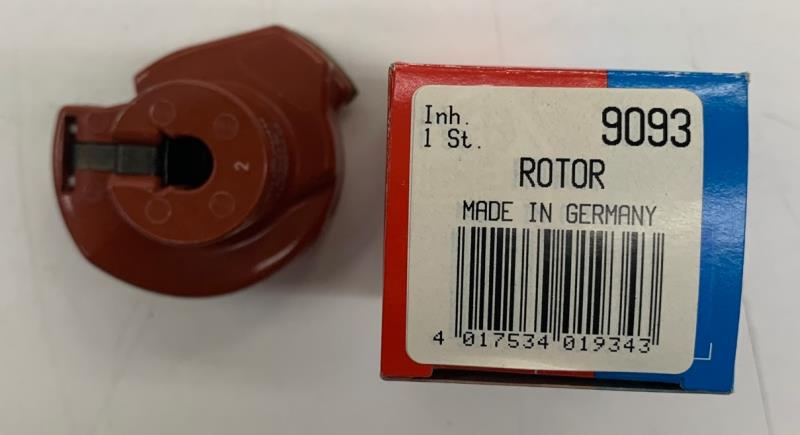 2
Inh. 9093
1 St.
ROTOR
MADE IN GERMANY
4 017534 019343